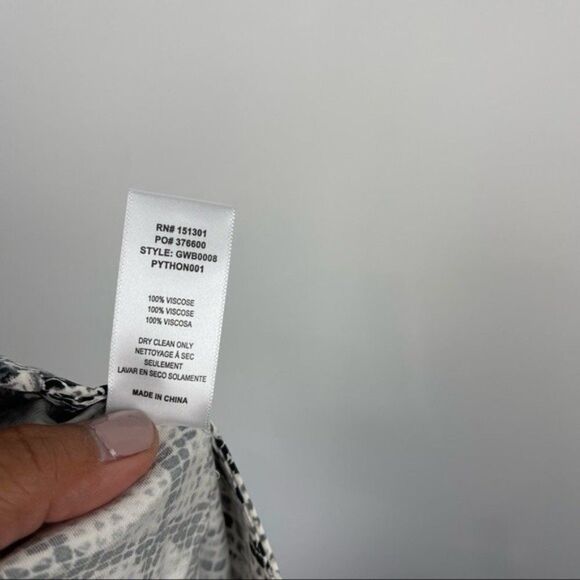 RN# 151301
PO# 376600
STYLE: GWB0008
PYTHON001
100% VISCOSE
100% VISCOSE
100% VISCOSA
DRY CLEAN ONLY
NETTOYAGE À SEC
SEULEMENT
LAVAR EN SECO SOLAMENTE
MADE IN CHINA